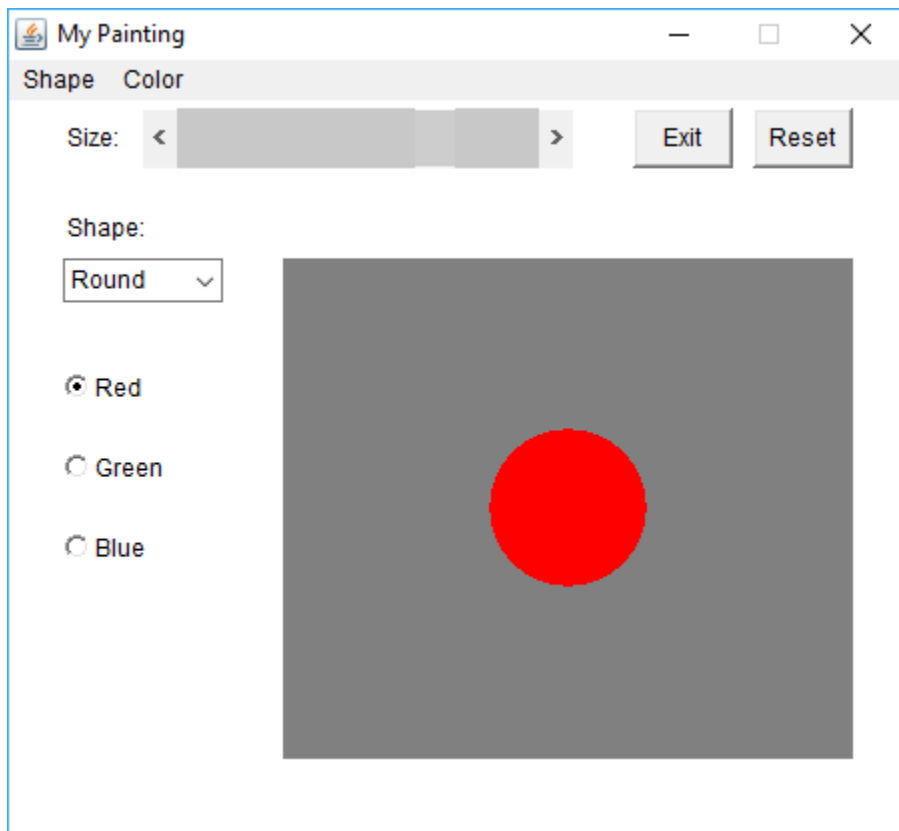 My Painting
Shape Color
Size: Exit Reset
Shape:
Round
Red
Green
Blue